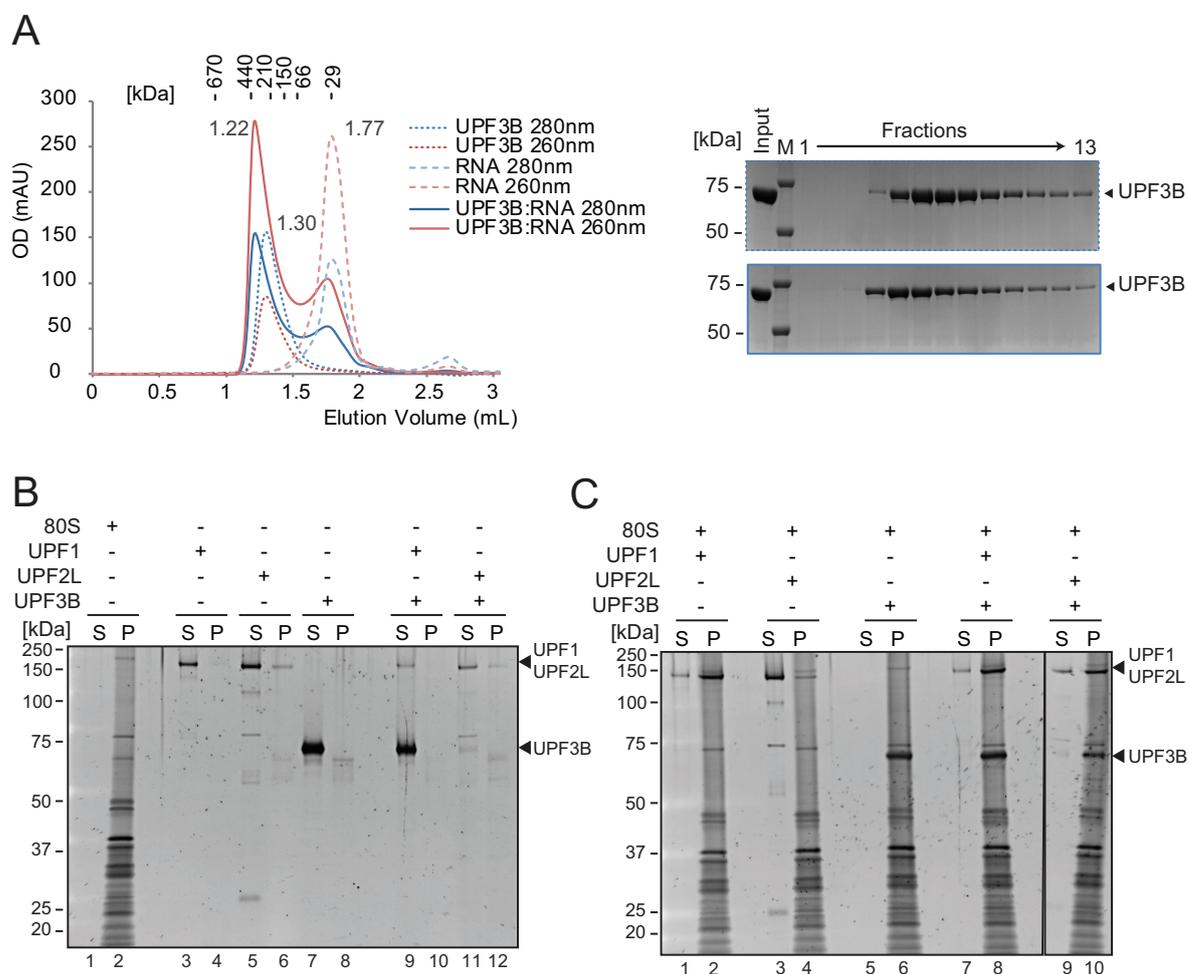 A
[kDa] - 670 - 440 - 210 - 150 - 66 - 29
300
250
200
150
100
50
0
OD (mAU)
1.22
1.30
1.77
UPF3B 280nm
UPF3B 260nm
RNA 280nm
RNA 260nm
UPF3B:RNA 280nm
UPF3B:RNA 260nm
0 0.5 1 1.5 2 2.5 3
Elution Volume (mL)
Fractions
[kDa] Input M 1 13
75 -
50 -
UPF3B
75 -
50 -
UPF3B
B
80S + - - - - -
UPF1 - + - - + -
UPF2L - - + - - +
UPF3B - - - + + +
[kDa] S P S P S P S P S P S P
250
150
100
75
50
37
25
20
UPF1
UPF2L
UPF3B
1 2 3 4 5 6 7 8 9 10 11 12
C
80S + + + + +
UPF1 + - - + -
UPF2L - + - - +
UPF3B - - + + +
[kDa] S P S P S P S P S P
250
150
100
75
50
37
25
20
UPF1
UPF2L
UPF3B
1 2 3 4 5 6 7 8 9 10